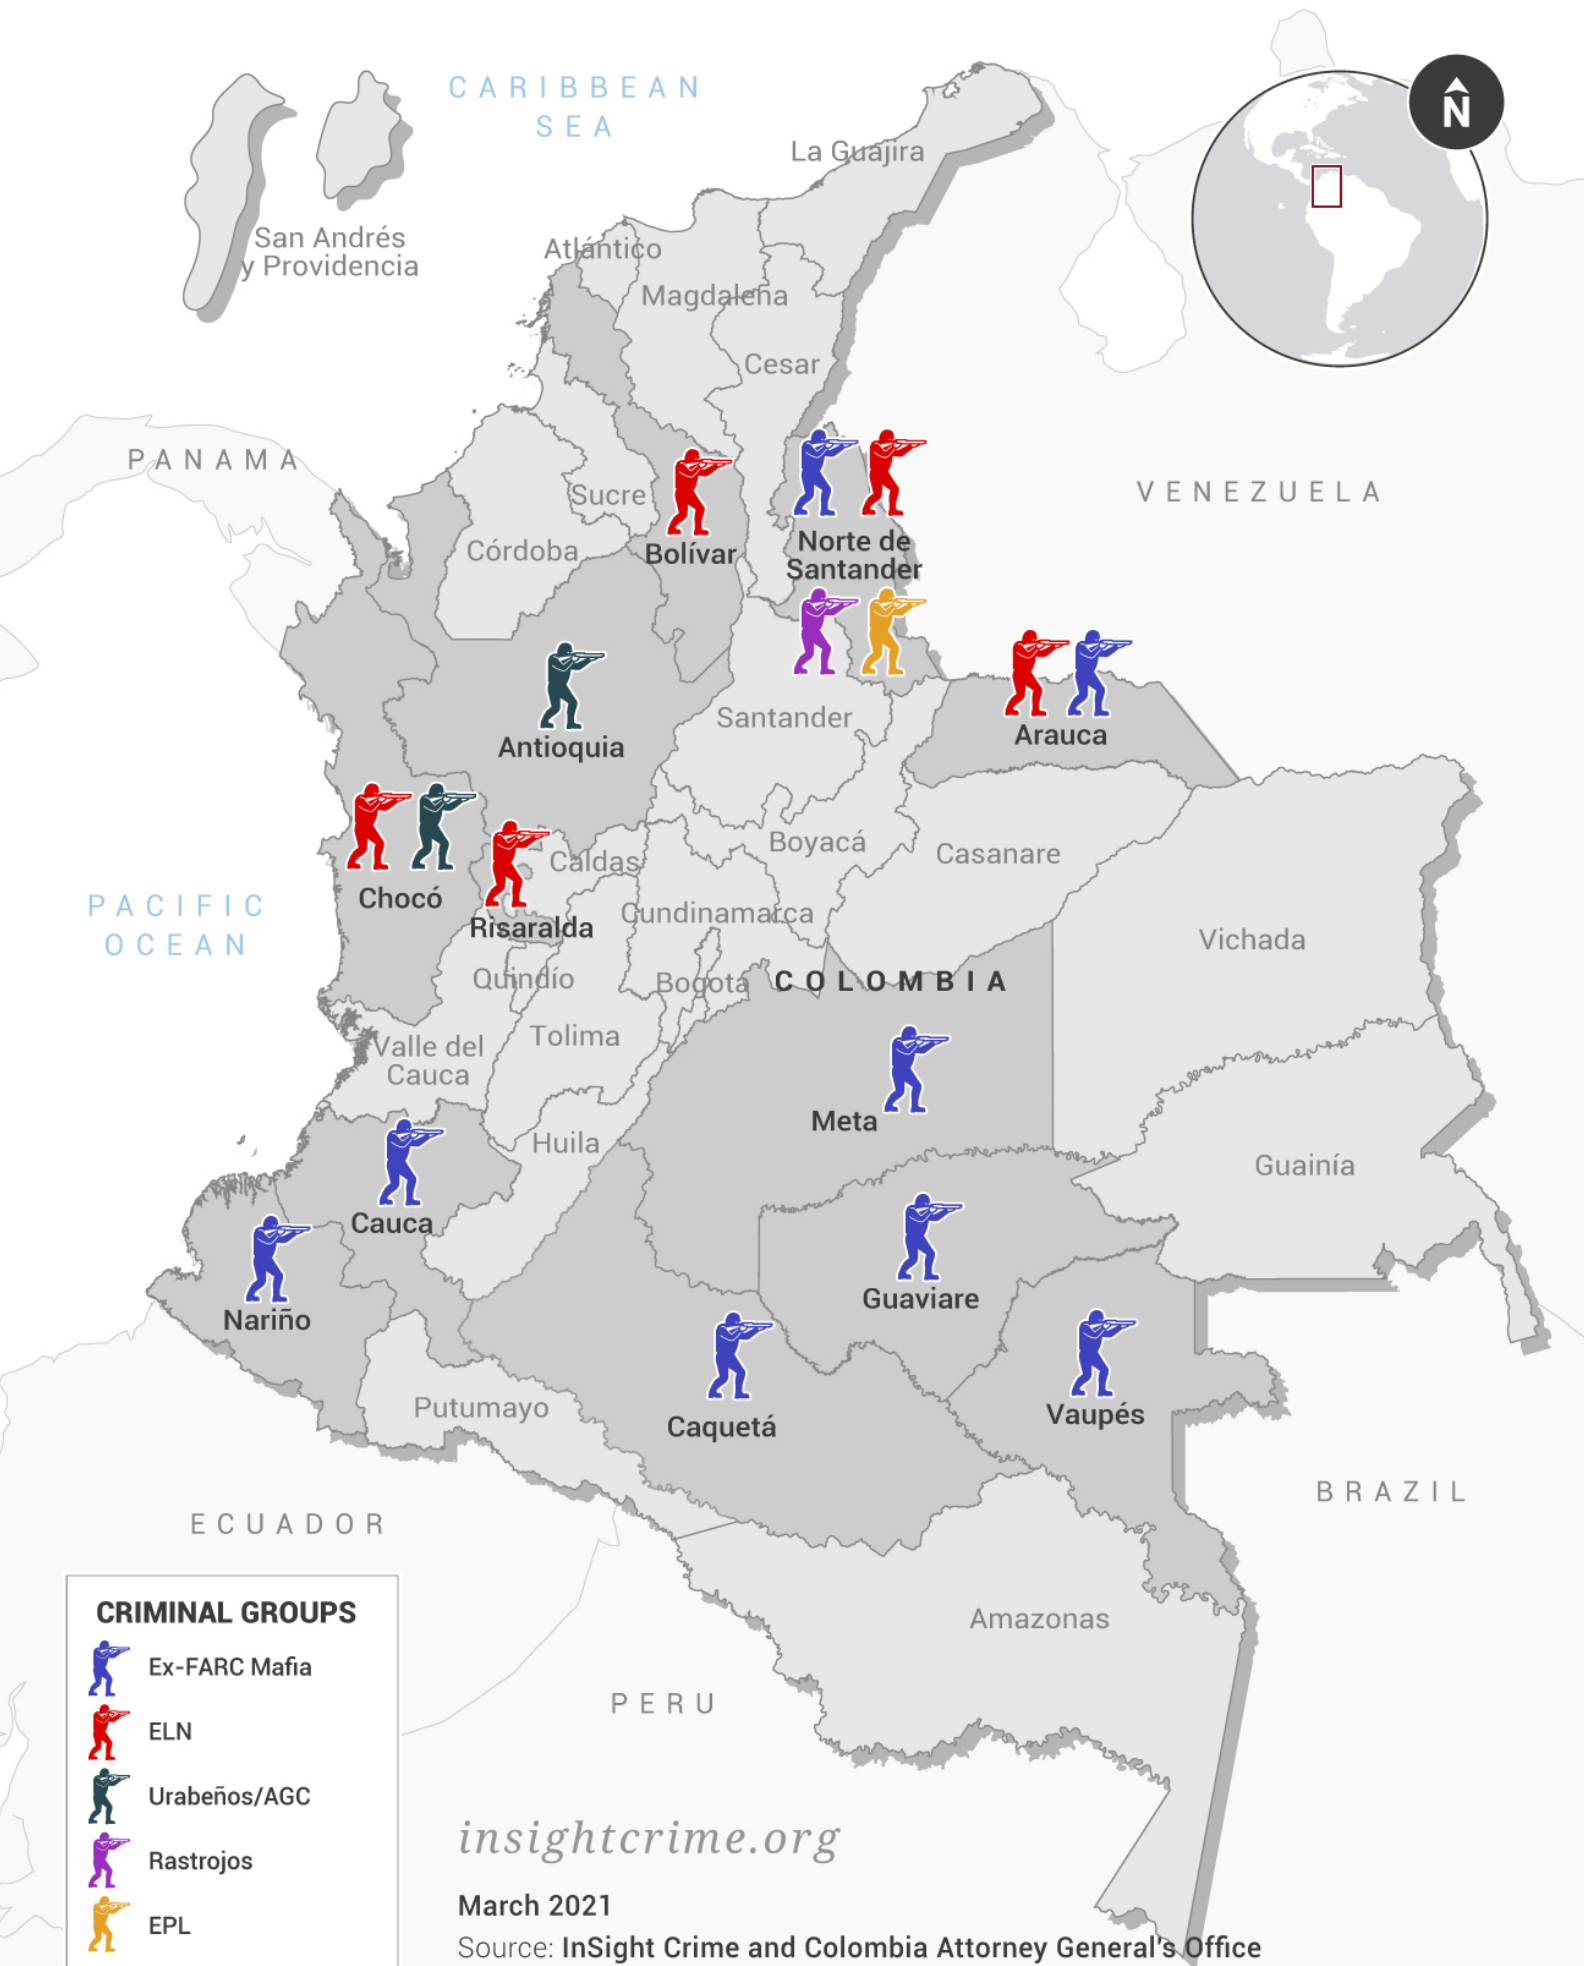 CARIBBEAN
SEA
N
La Guajira
San Andrés
y Providencia
Atlántico
Magdalena
Cesar
PANAMA
VENEZUELA
Sucre
Córdoba
Bolívar
Norte de
Santander
Santander
Arauca
Antioquia
Boyacá
Casanare
Caldas
Chocó
PACIFIC
OCEAN
Risaralda
Cundinamarca
Vichada
Quindío
Bogotá
COLOMBIA
Tolima
Valle del
Cauca
Meta
Huila
Guainía
Cauca
Nariño
Guaviare
Putumayo
Caquetá
Vaupés
BRAZIL
ECUADOR
Amazonas
PERU
CRIMINAL GROUPS
Ex-FARC Mafia
ELN
Urabeños/AGC
Rastrojos
EPL
insightcrime.org
March 2021
Source: InSight Crime and Colombia Attorney General's Office